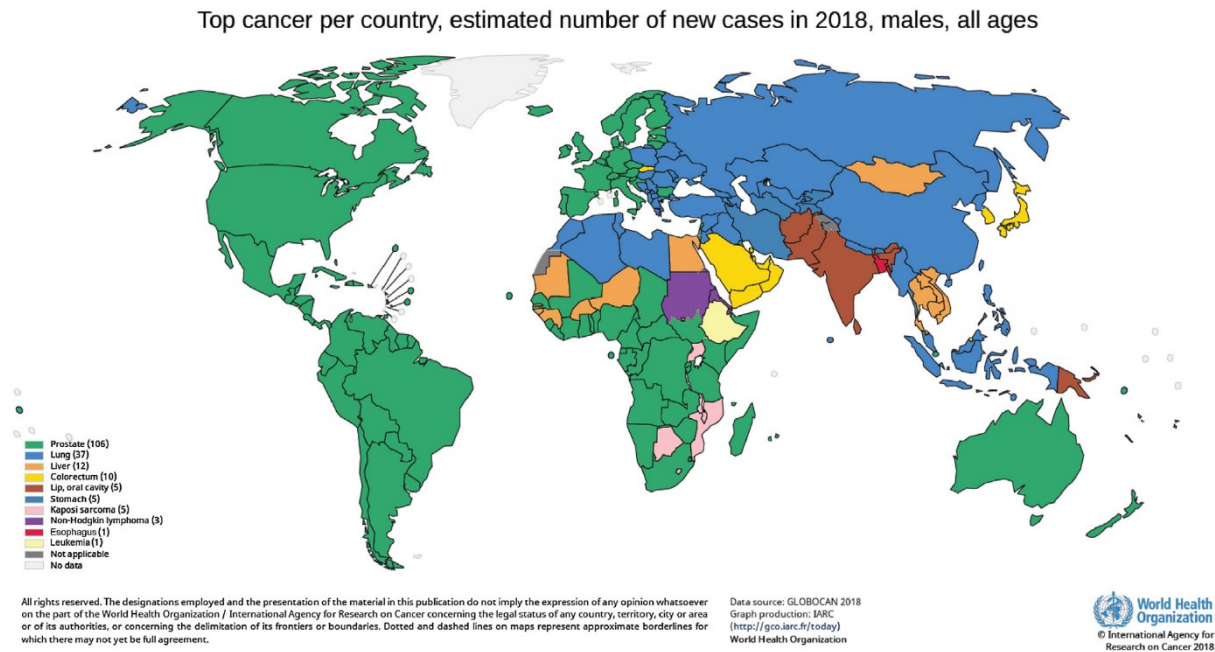 Top cancer per country, estimated number of new cases in 2018, males, all ages
Prostate (106)
Lung (37)
Liver (12)
Colorectum (10)
Lip, oral cavity (5)
Stomach (5)
Kaposi sarcoma (5)
Non-Hodgkin lymphoma (3)
Esophagus (1)
Leukemia (1)
Not applicable
No data
All rights reserved. The designations employed and the presentation of the material in this publication do not imply the expression of any opinion whatsoever
on the part of the World Health Organization / International Agency for Research on Cancer concerning the legal status of any country, territory, city or area
or of its authorities, or concerning the delimitation of its frontiers or boundaries. Dotted and dashed lines on maps represent approximate borderlines for
which there may not yet be full agreement.
Data source: GLOBOCAN 2018
Graph production: IARC
(http://gco.iarc.fr/today)
World Health Organization
World Health
Organization
© International Agency for
Research on Cancer 2018